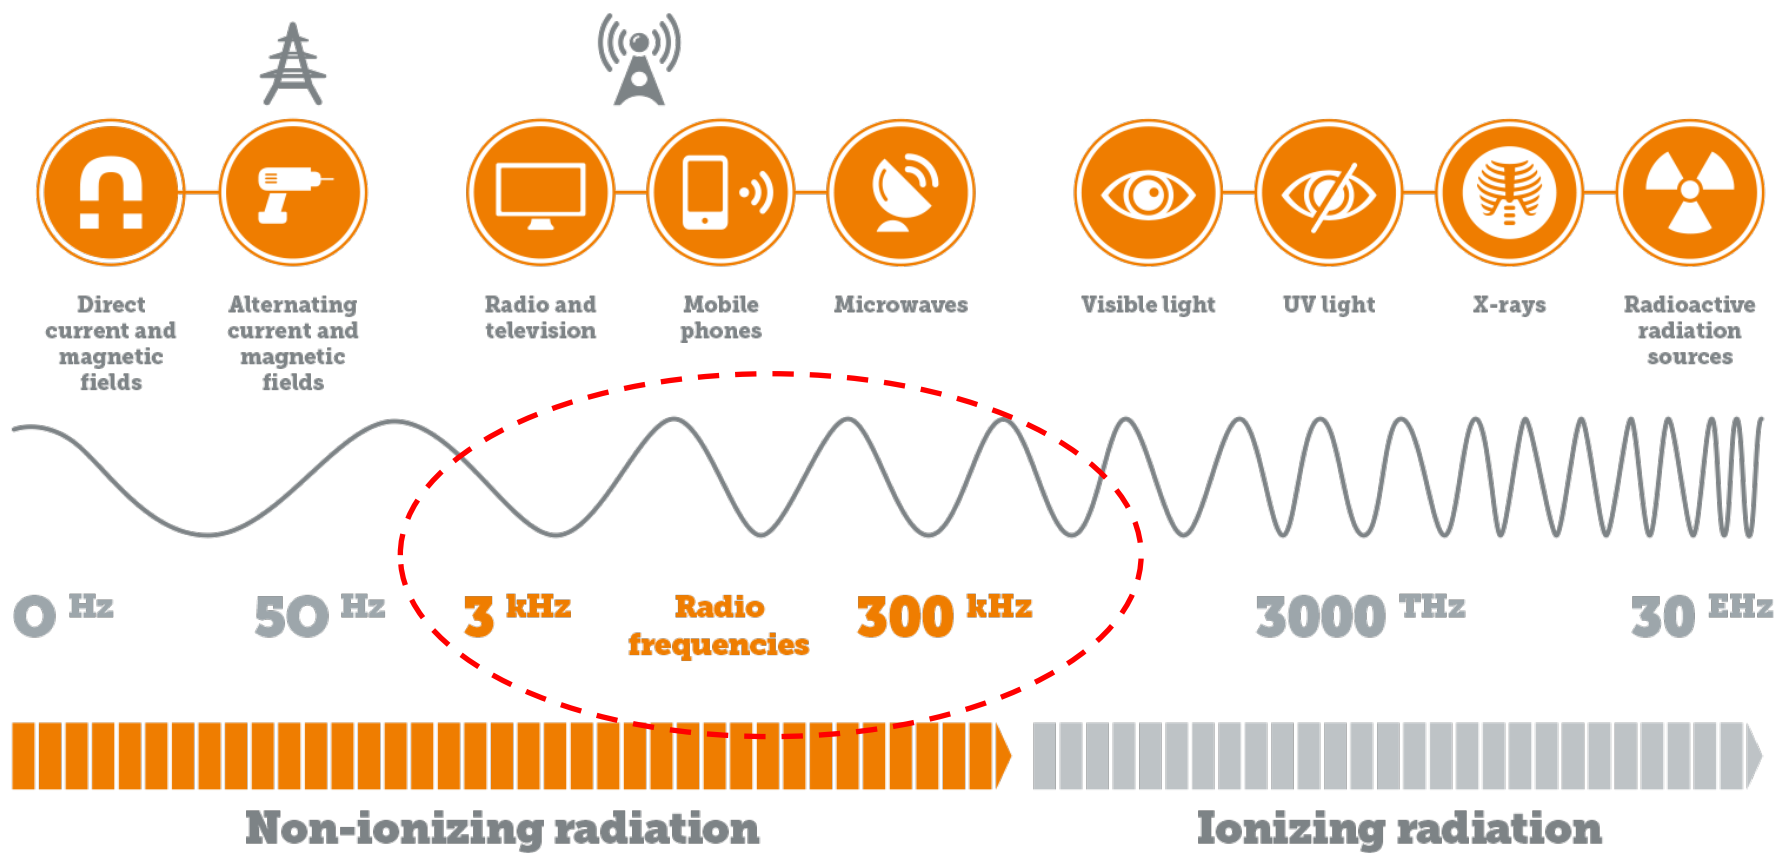 Direct
current and
magnetic
fields
Alternating
current and
magnetic
fields
Radio and
television
Mobile
phones
Microwaves
Visible light
UV light
X-rays
Radioactive
radiation
sources
0 Hz
50 Hz
3 kHz
Radio
frequencies
300 kHz
3000 THz
30 EHz
Non-ionizing radiation
Ionizing radiation